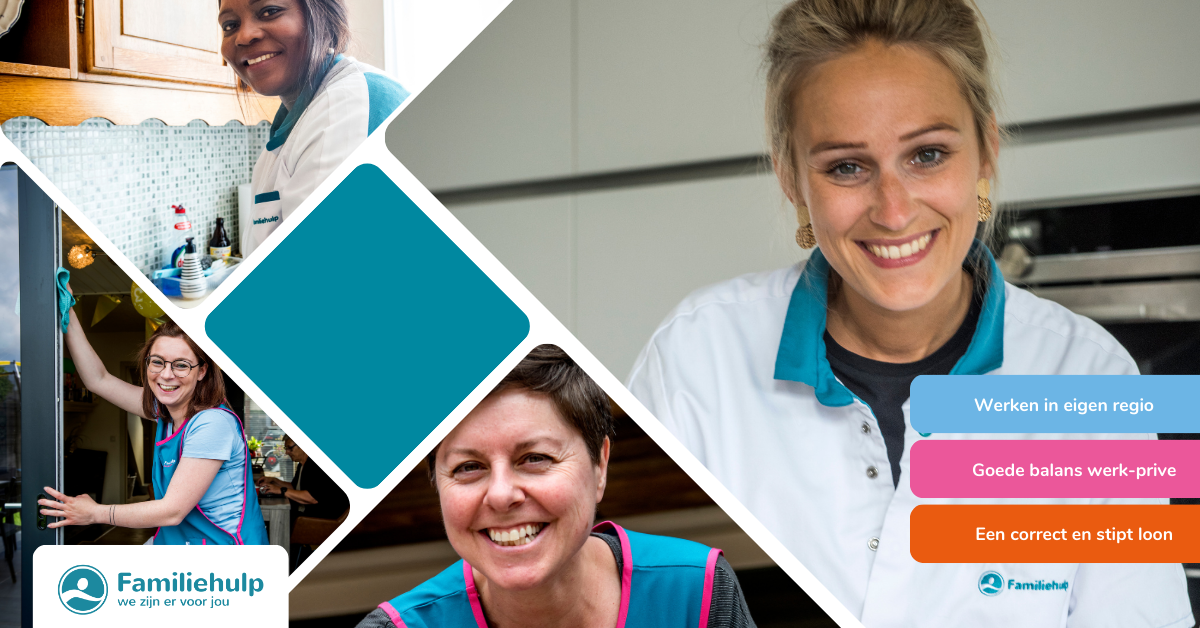 familiehulp
Werken in eigen regio
Goede balans werk-prive
Een correct en stipt loon
Familiehulp
Familiehulp
we zijn er voor jou